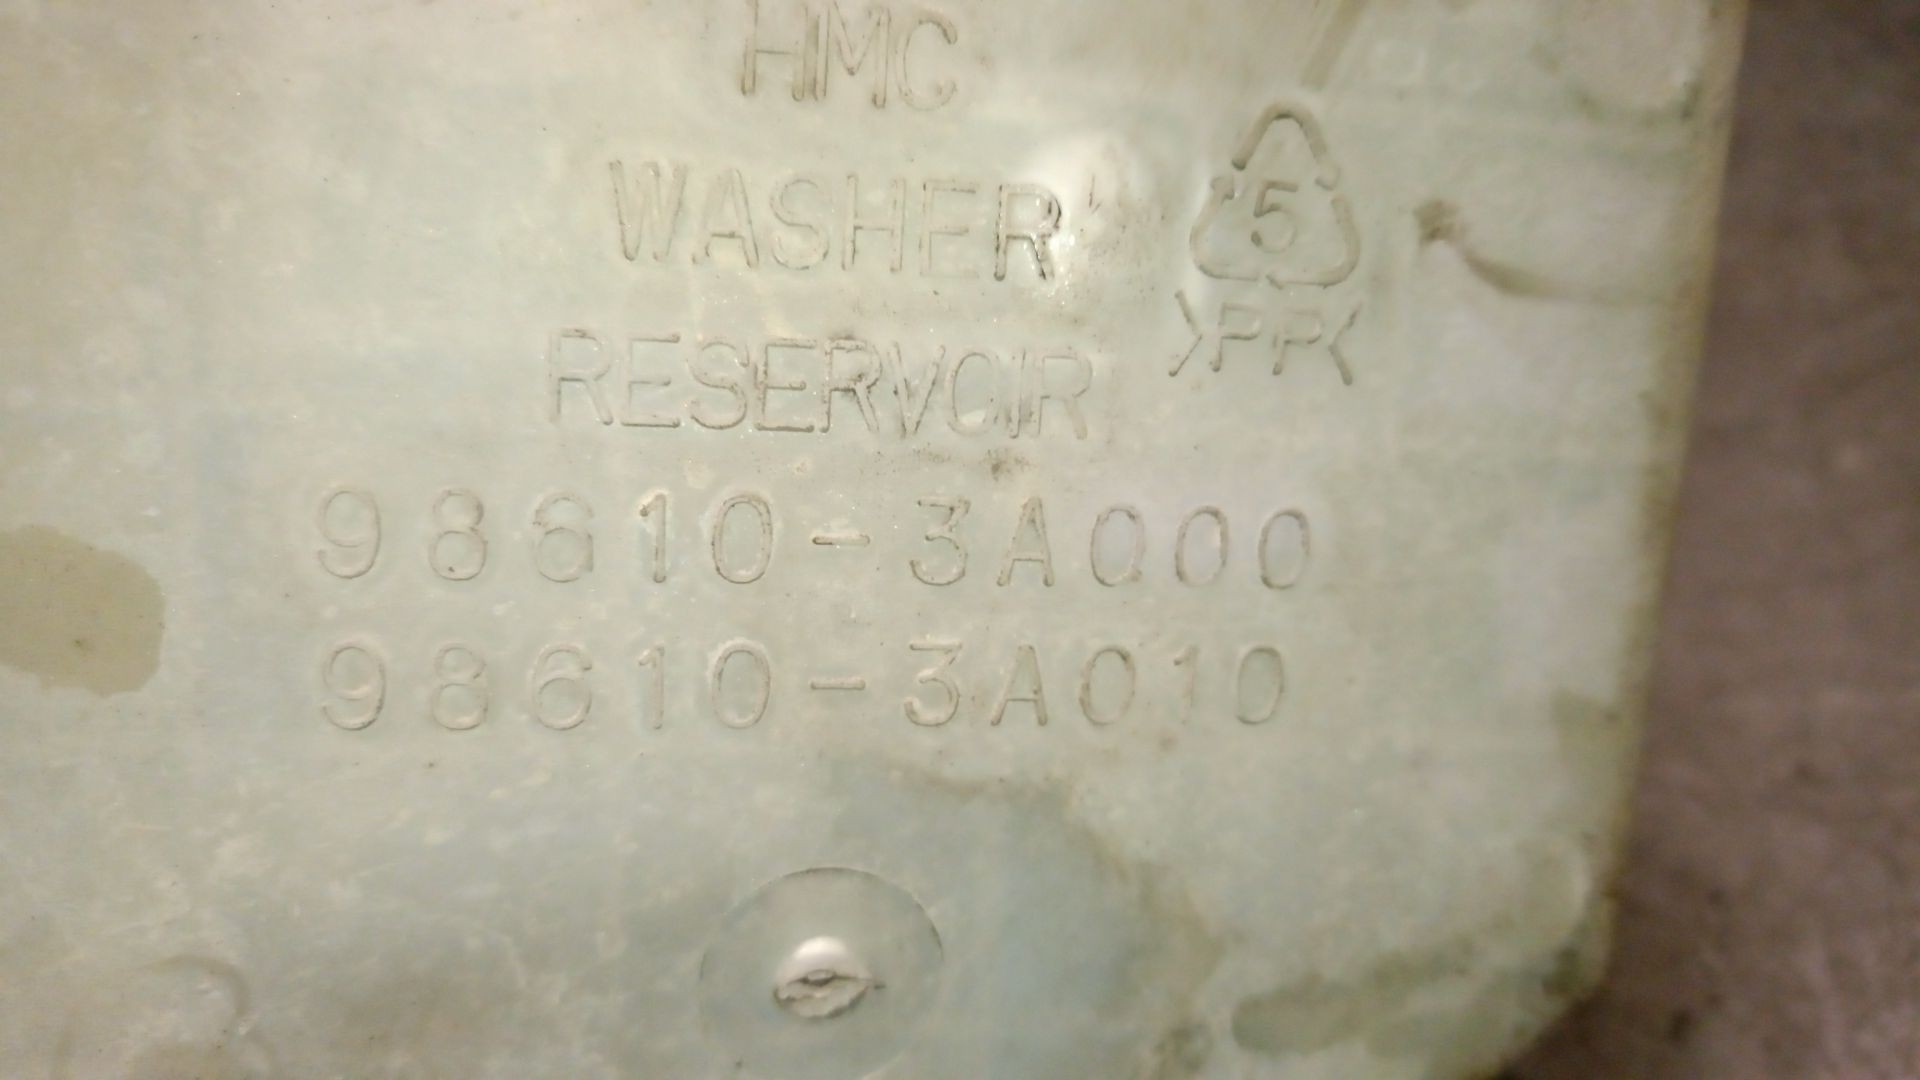 HMC
WASHER
5
>PP<
RESERVOIR
98610-3A000
98610-3A010